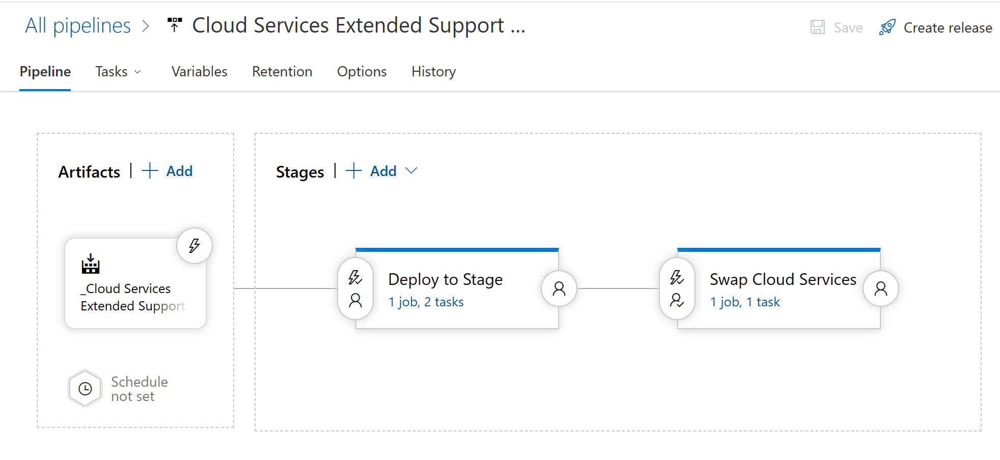 All pipelines > Cloud Services Extended Support ...
Save
Create release
Pipeline
Tasks
Variables
Retention
Options
History
Artifacts | + Add
Stages | + Add
_Cloud Services
Extended Support
Deploy to Stage
1 job, 2 tasks
Swap Cloud Services
1 job, 1 task
Schedule
not set